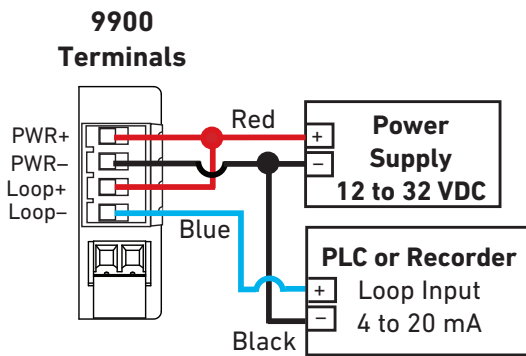 9900
Terminals
PWR+
PWR–
Loop+
Loop–
Red
Blue
Black
+
–
Power
Supply
12 to 32 VDC
PLC or Recorder
+
Loop Input
–
4 to 20 mA